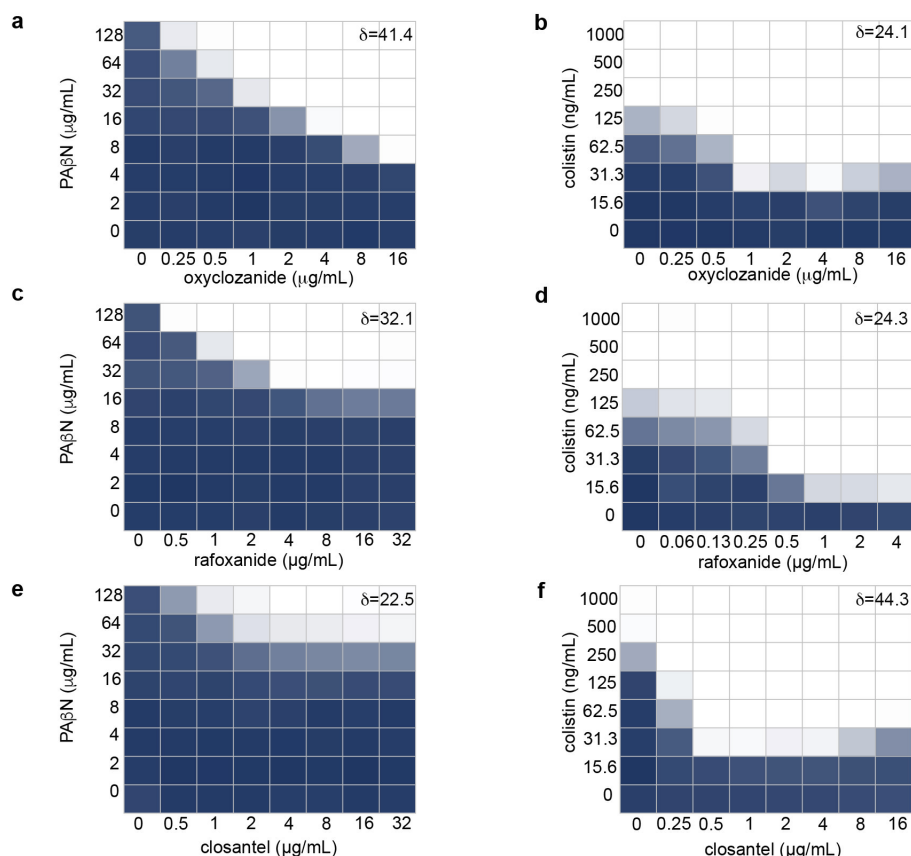 a
δ=41.4
PAβN (μg/mL)
128
64
32
16
8
4
2
0
0 0.25 0.5 1 2 4 8 16
oxyclozanide (μg/mL)
b
δ=24.1
colistin (ng/mL)
1000
500
250
125
62.5
31.3
15.6
0
0 0.25 0.5 1 2 4 8 16
oxyclozanide (μg/mL)
c
δ=32.1
PAβN (μg/mL)
128
64
32
16
8
4
2
0
0 0.5 1 2 4 8 16 32
rafoxanide (μg/mL)
d
δ=24.3
colistin (ng/mL)
1000
500
250
125
62.5
31.3
15.6
0
0 0.06 0.13 0.25 0.5 1 2 4
rafoxanide (μg/mL)
e
δ=22.5
PAβN (μg/mL)
128
64
32
16
8
4
2
0
0 0.5 1 2 4 8 16 32
closantel (μg/mL)
f
δ=44.3
colistin (ng/mL)
1000
500
250
125
62.5
31.3
15.6
0
0 0.25 0.5 1 2 4 8 16
closantel (μg/mL)